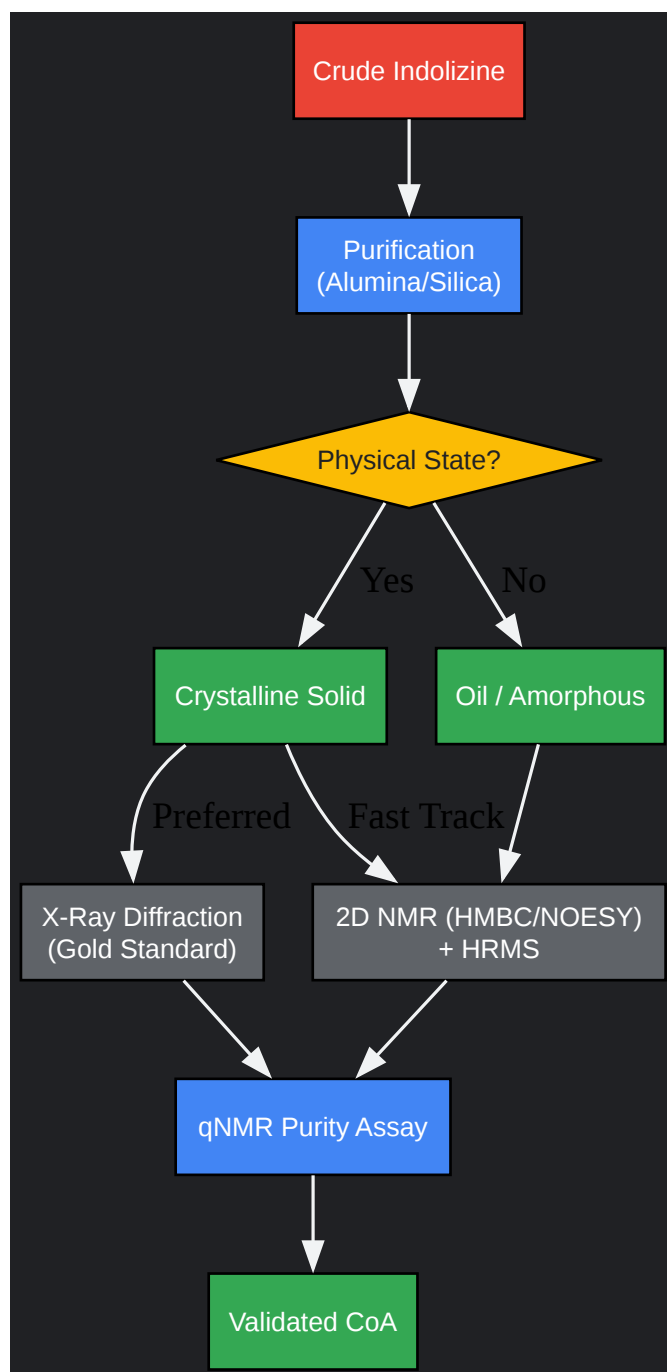 Crude Indolizine
Purification
(Alumina/Silica)
Physical State?
Yes
No
Crystalline Solid
Oil / Amorphous
Preferred
Fast Track
X-Ray Diffraction
(Gold Standard)
2D NMR (HMBC/NOESY)
+ HRMS
qNMR Purity Assay
Validated CoA